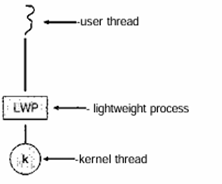 user thread
LWP
lightweight process
k
kernel thread